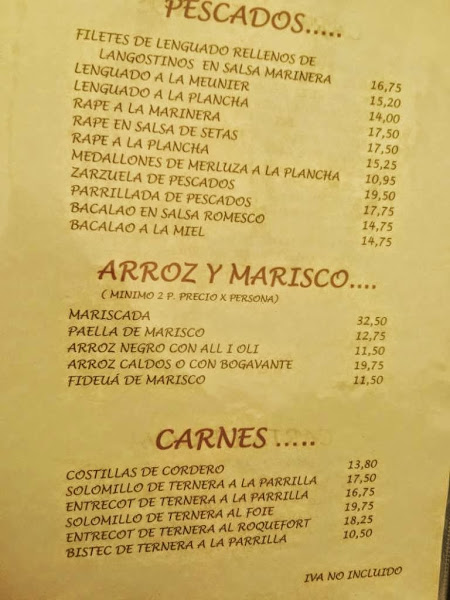 PESCADOS.....
FILETES DE LENGUADO RELLENOS DE
LANGOSTINOS EN SALSA MARINERA 16,75
LENGUADO A LA MEUNIER 15,20
LENGUADO A LA PLANCHA 14,00
RAPE A LA MARINERA 17,50
RAPE EN SALSA DE SETAS 17,50
RAPE A LA PLANCHA 15,25
MEDALLONES DE MERLUZA A LA PLANCHA 10,95
ZARZUELA DE PESCADOS 19,50
PARRILLADA DE PESCADOS 17,75
BACALAO EN SALSA ROMESCO 14,75
BACALAO A LA MIEL 14,75
ARROZ Y MARISCO....
( MINIMO 2 P. PRECIO X PERSONA)
MARISCADA 32,50
PAELLA DE MARISCO 12,75
ARROZ NEGRO CON ALL I OLI 11,50
ARROZ CALDOS O CON BOGAVANTE 19,75
FIDEUÁ DE MARISCO 11,50
CARNES .....
COSTILLAS DE CORDERO 13,80
SOLOMILLO DE TERNERA A LA PARRILLA 17,50
ENTRECOT DE TERNERA A LA PARRILLA 16,75
SOLOMILLO DE TERNERA AL FOIE 19,75
ENTRECOT DE TERNERA AL ROQUEFORT 18,25
BISTEC DE TERNERA A LA PARRILLA 10,50
IVA NO INCLUIDO